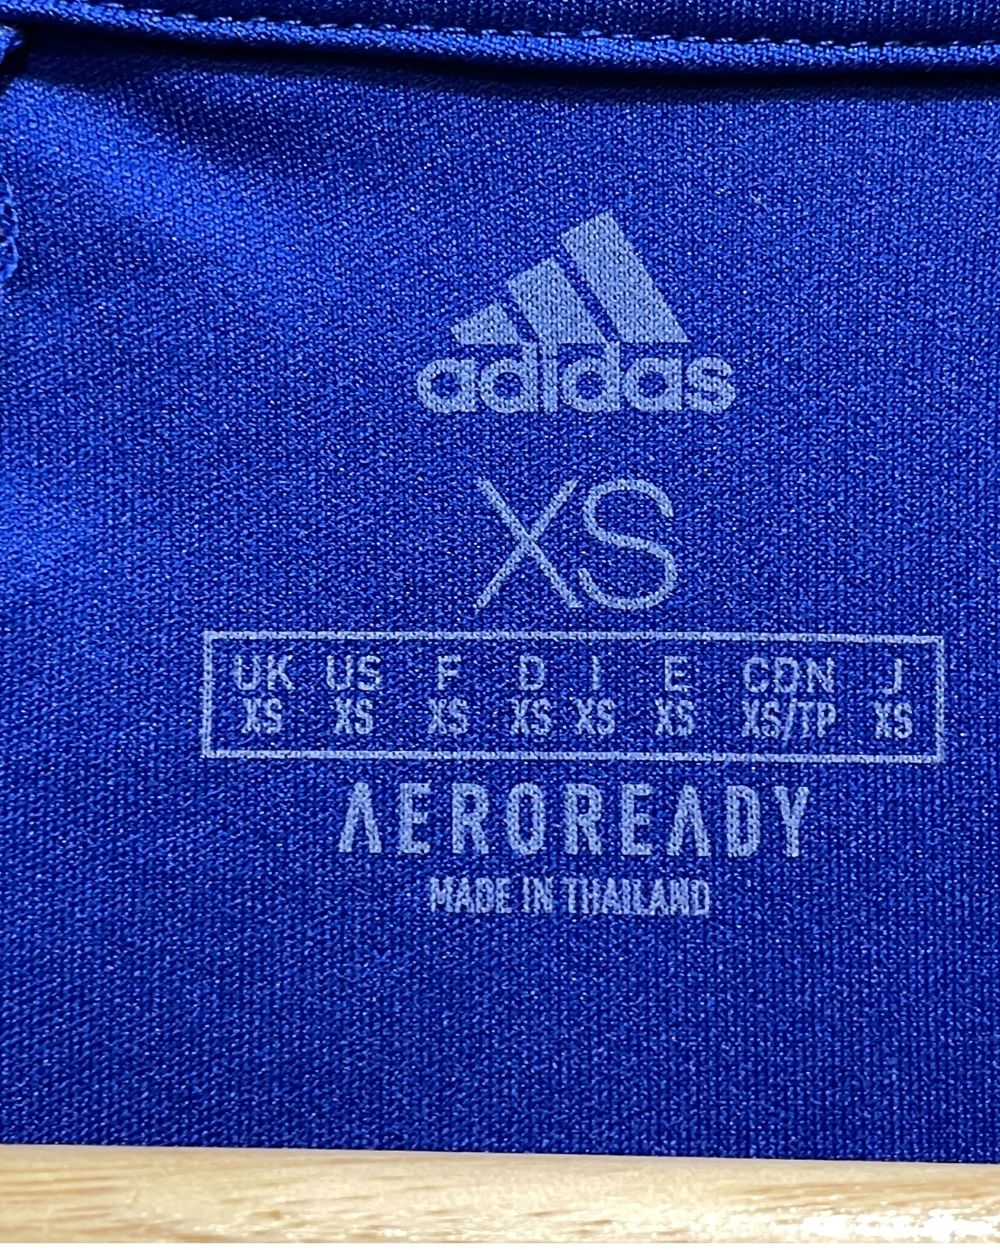 adidas
XS
UK US F D I E CDN J
XS XS XS XS XS XS XS/TP XS
AEROREADY
MADE IN THAILAND